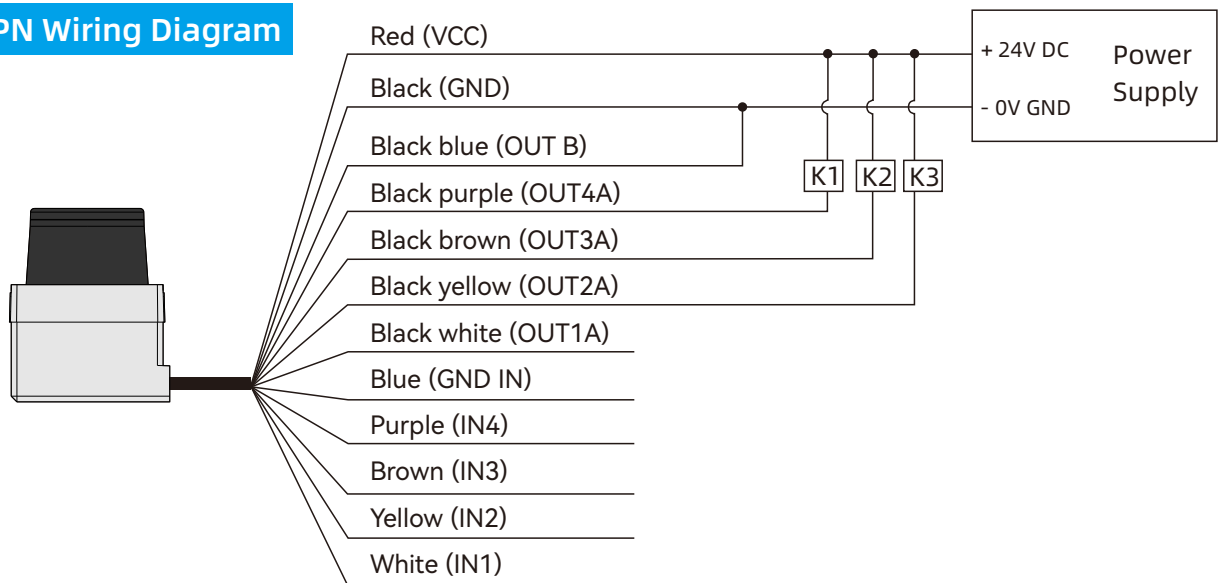 PN Wiring Diagram
Red (VCC)
Black (GND)
Black blue (OUT B)
Black purple (OUT4A)
Black brown (OUT3A)
Black yellow (OUT2A)
Black white (OUT1A)
Blue (GND IN)
Purple (IN4)
Brown (IN3)
Yellow (IN2)
White (IN1)
K1
K2
K3
+ 24V DC
- 0V GND
Power
Supply